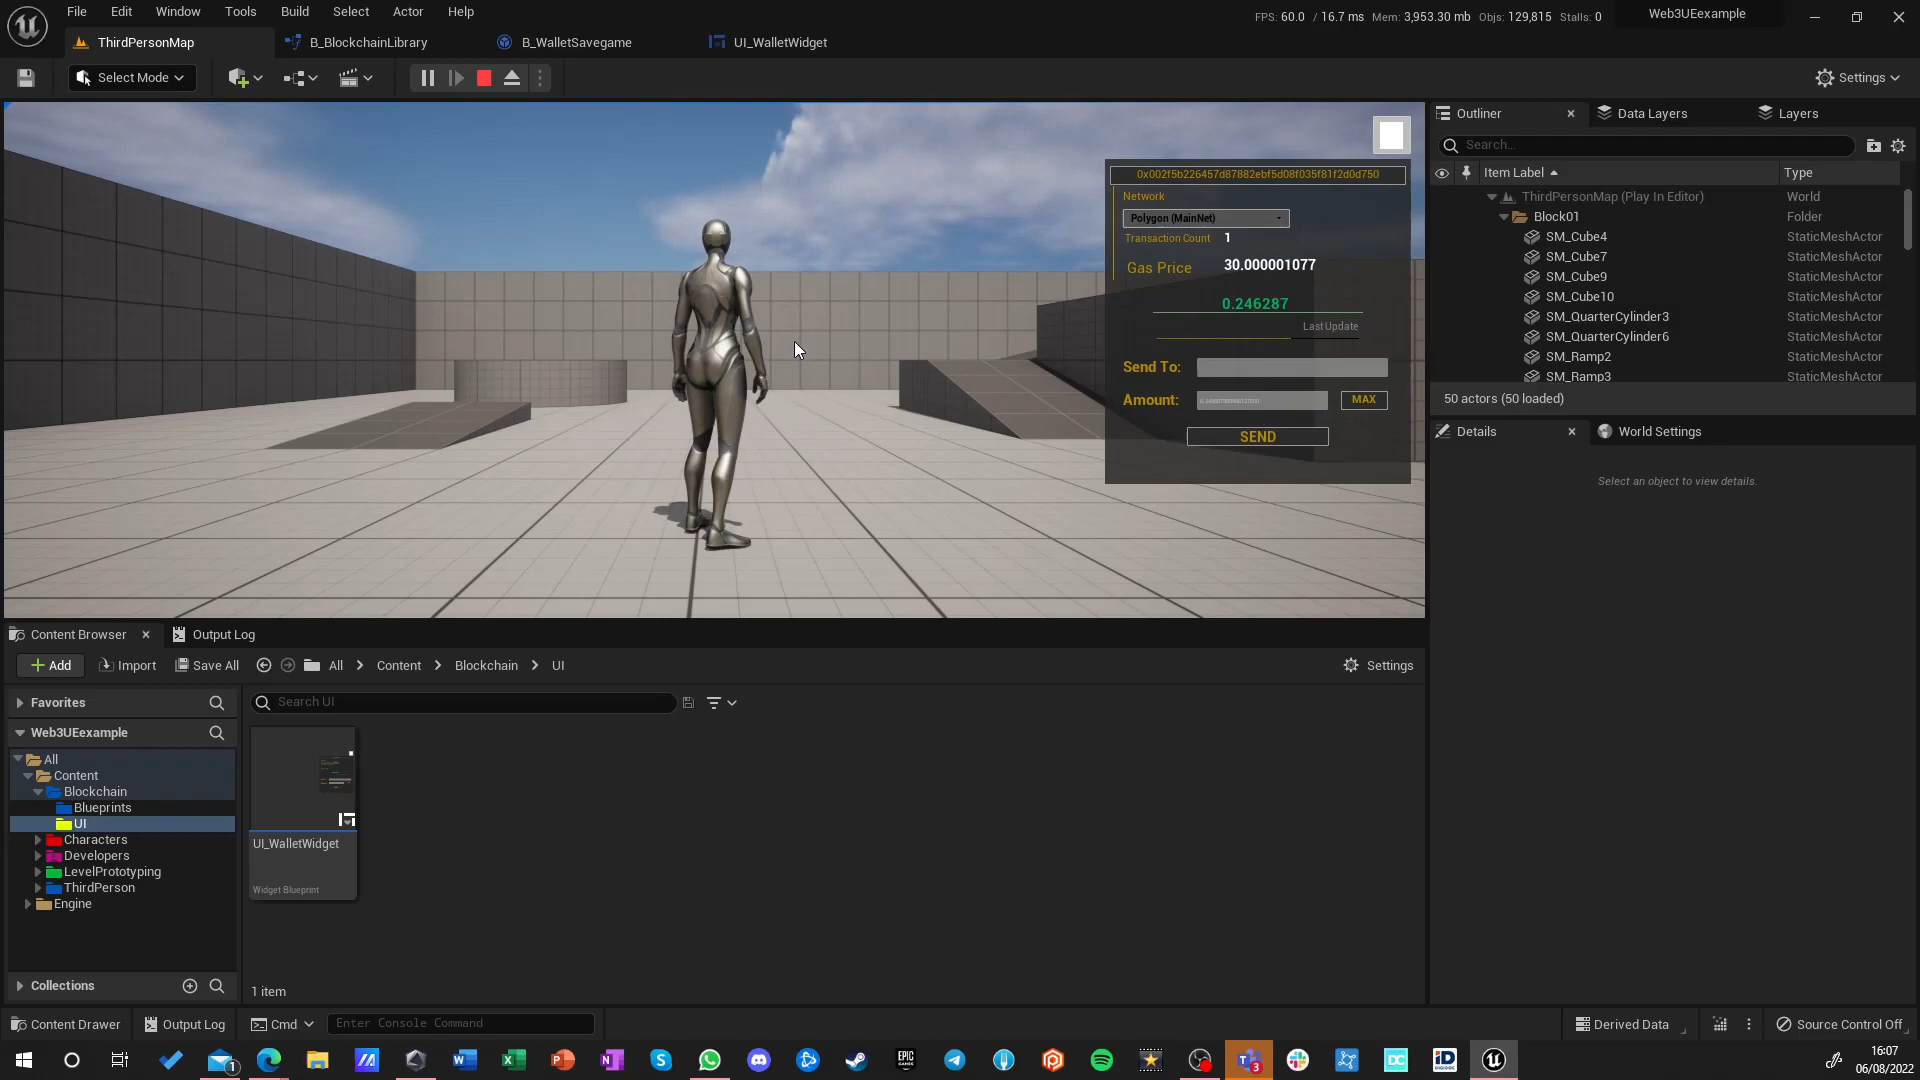 File Edit Window Tools Build Select Actor Help
FPS: 60.0 / 16.7 ms Mem: 3,953.30 mb Objs: 129,815 Stalls: 0
Web3UEexample
ThirdPersonMap
B_BlockchainLibrary
B_WalletSavegame
UI_WalletWidget
Select Mode
Settings
0x002f5b226457d87882ebf5d08f035f81f2d0d750
Network
Polygon (MainNet)
Transaction Count 1
Gas Price 30.000001077
0.246287
Last Update
Send To:
Amount:
MAX
SEND
Outliner
Data Layers
Layers
Search...
Item Label
Type
ThirdPersonMap (Play In Editor) World
Block01 Folder
SM_Cube4 StaticMeshActor
SM_Cube7 StaticMeshActor
SM_Cube9 StaticMeshActor
SM_Cube10 StaticMeshActor
SM_QuarterCylinder3 StaticMeshActor
SM_QuarterCylinder6 StaticMeshActor
SM_Ramp2 StaticMeshActor
SM_Ramp3 StaticMeshActor
50 actors (50 loaded)
Details
World Settings
Select an object to view details.
Content Browser
Output Log
Add Import Save All All Content Blockchain UI
Settings
Favorites
Search UI
Web3UEexample
All
Content
Blockchain
Blueprints
UI
Characters
Developers
LevelPrototyping
ThirdPerson
Engine
UI_WalletWidget
Widget Blueprint
Collections
1 item
Content Drawer
Output Log
Cmd
Enter Console Command
Derived Data
Source Control Off
1
W
EPIC GAMES
3
DC
iD
16:07
06/08/2022